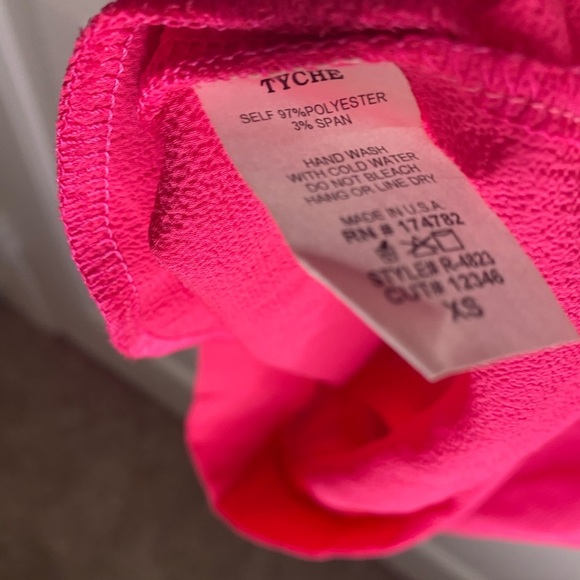 TYCHE
SELF 97%POLYESTER
3% SPAN
HAND WASH
WITH COLD WATER
DO NOT BLEACH
HANG OR LINE DRY
MADE IN U.S.A.
RN # 174782
STYLE# R-4823
CUT# 12346
XS